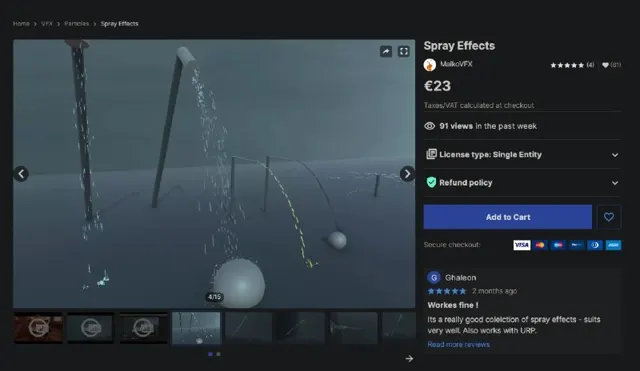 Home > VFX > Particles > Spray Effects
Spray Effects
MalkoVFX
(4)
€23
Taxes/VAT calculated at checkout
91 views in the past week
License type: Single Entity
Refund policy
Add to Cart
Secure checkout:
VISA
4/15
G Ghaleon
2 months ago
Workes fine !
Its a really good colelction of spray effects - suits
very well. Also works with URP.
Read more reviews